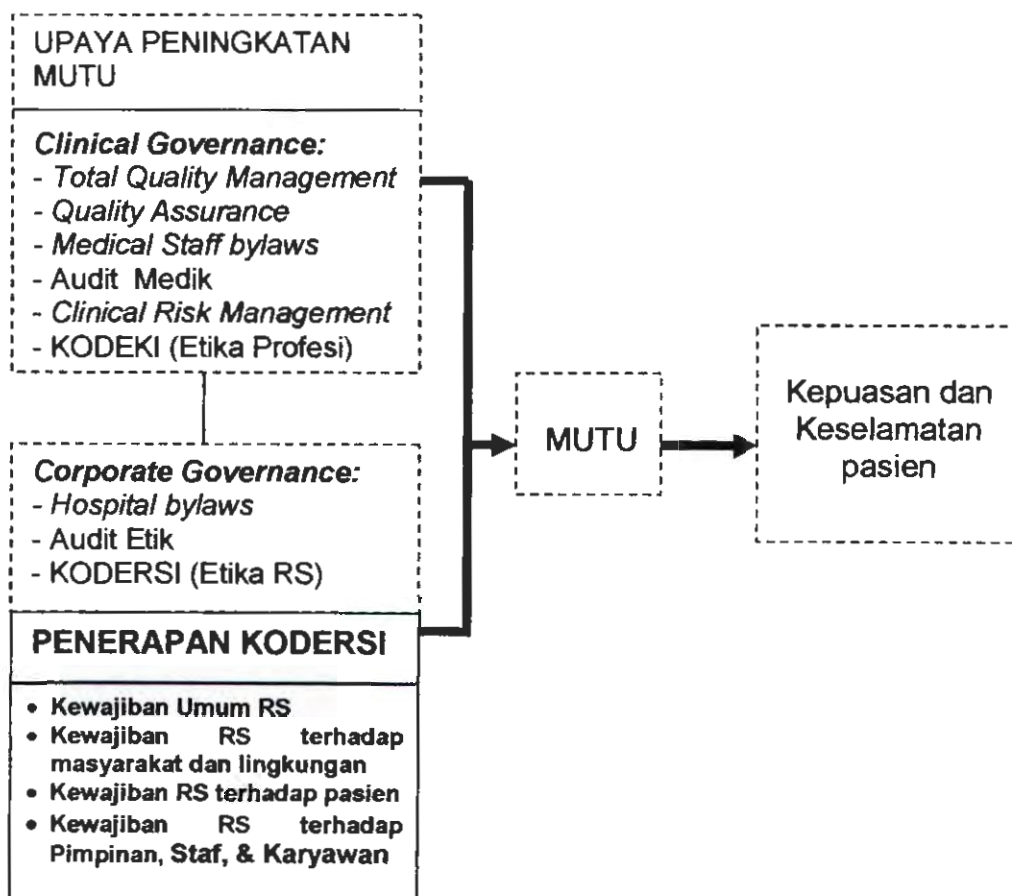 UPAYA PENINGKATAN
MUTU
Clinical Governance:
- Total Quality Management
- Quality Assurance
- Medical Staff bylaws
- Audit Medik
- Clinical Risk Management
- KODEKI (Etika Profesi)
Corporate Governance:
- Hospital bylaws
- Audit Etik
- KODERSI (Etika RS)
PENERAPAN KODERSI
• Kewajiban Umum RS
• Kewajiban RS terhadap
masyarakat dan lingkungan
• Kewajiban RS terhadap pasien
• Kewajiban RS terhadap
Pimpinan, Staf, & Karyawan
MUTU
Kepuasan dan
Keselamatan
pasien